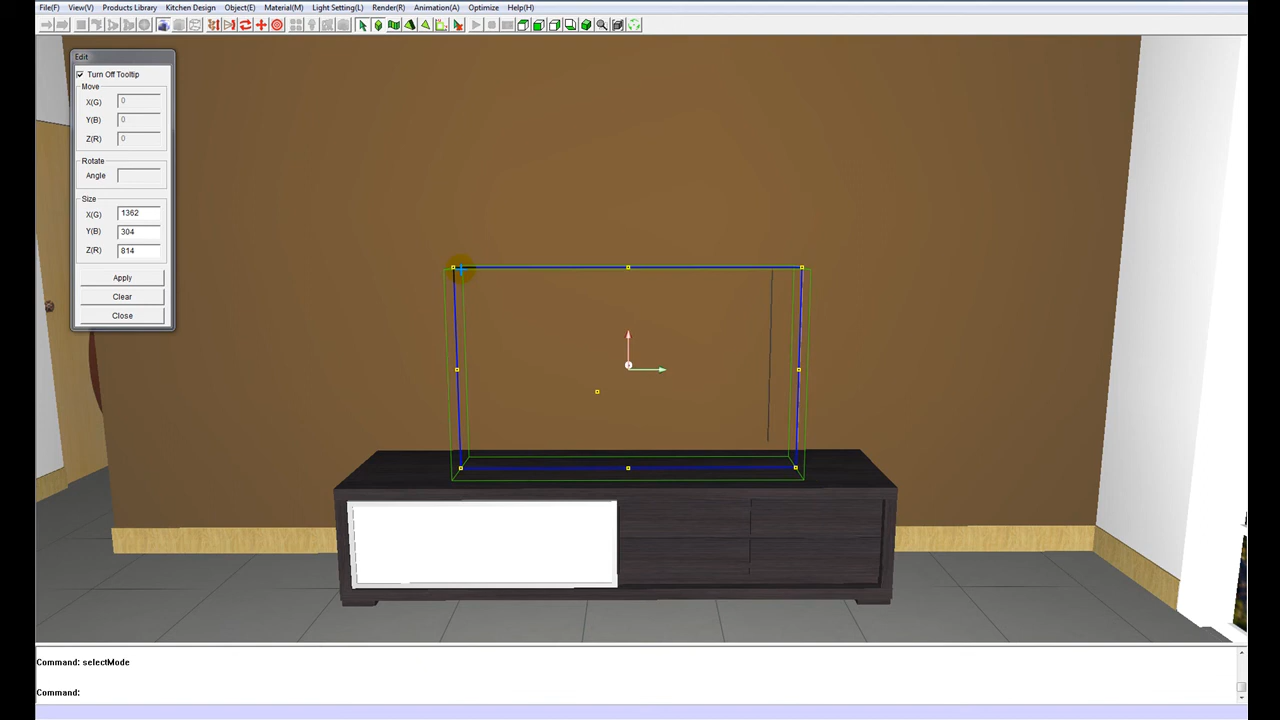 File(F) View(V) Products Library Kitchen Design Object(E) Material(M) Light Setting(L) Render(R) Animation(A) Optimize Help(H)
Edit
Turn Off Tooltip
Move
X(G) 0
Y(B) 0
Z(R) 0
Rotate
Angle
Size
X(G) 1362
Y(B) 304
Z(R) 814
Apply
Clear
Close
Command: selectMode
Command: